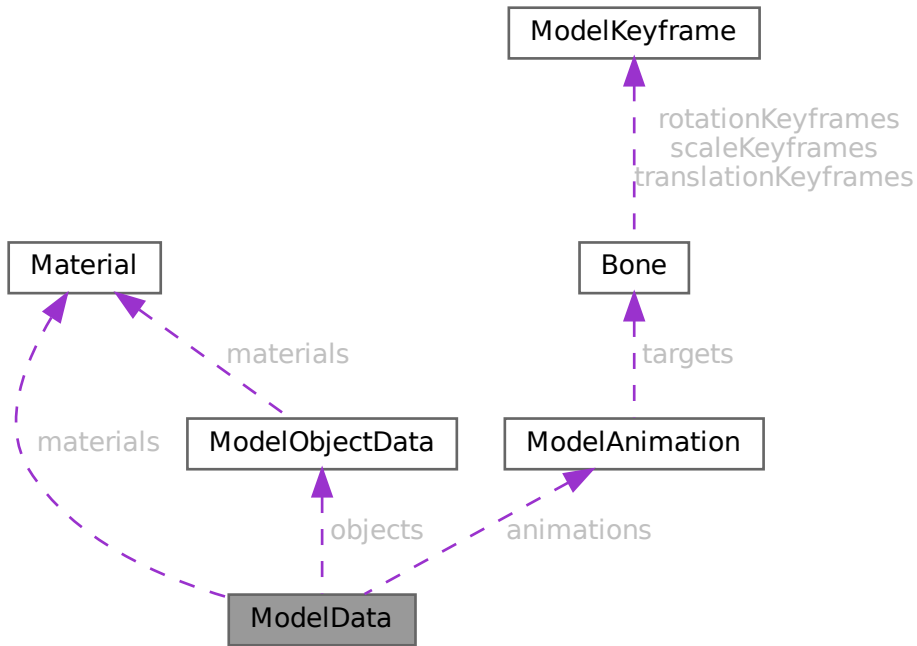 ModelKeyframe
rotationKeyframes
scaleKeyframes
translationKeyframes
Material
Bone
materials
targets
materials
ModelObjectData
ModelAnimation
objects
animations
ModelData